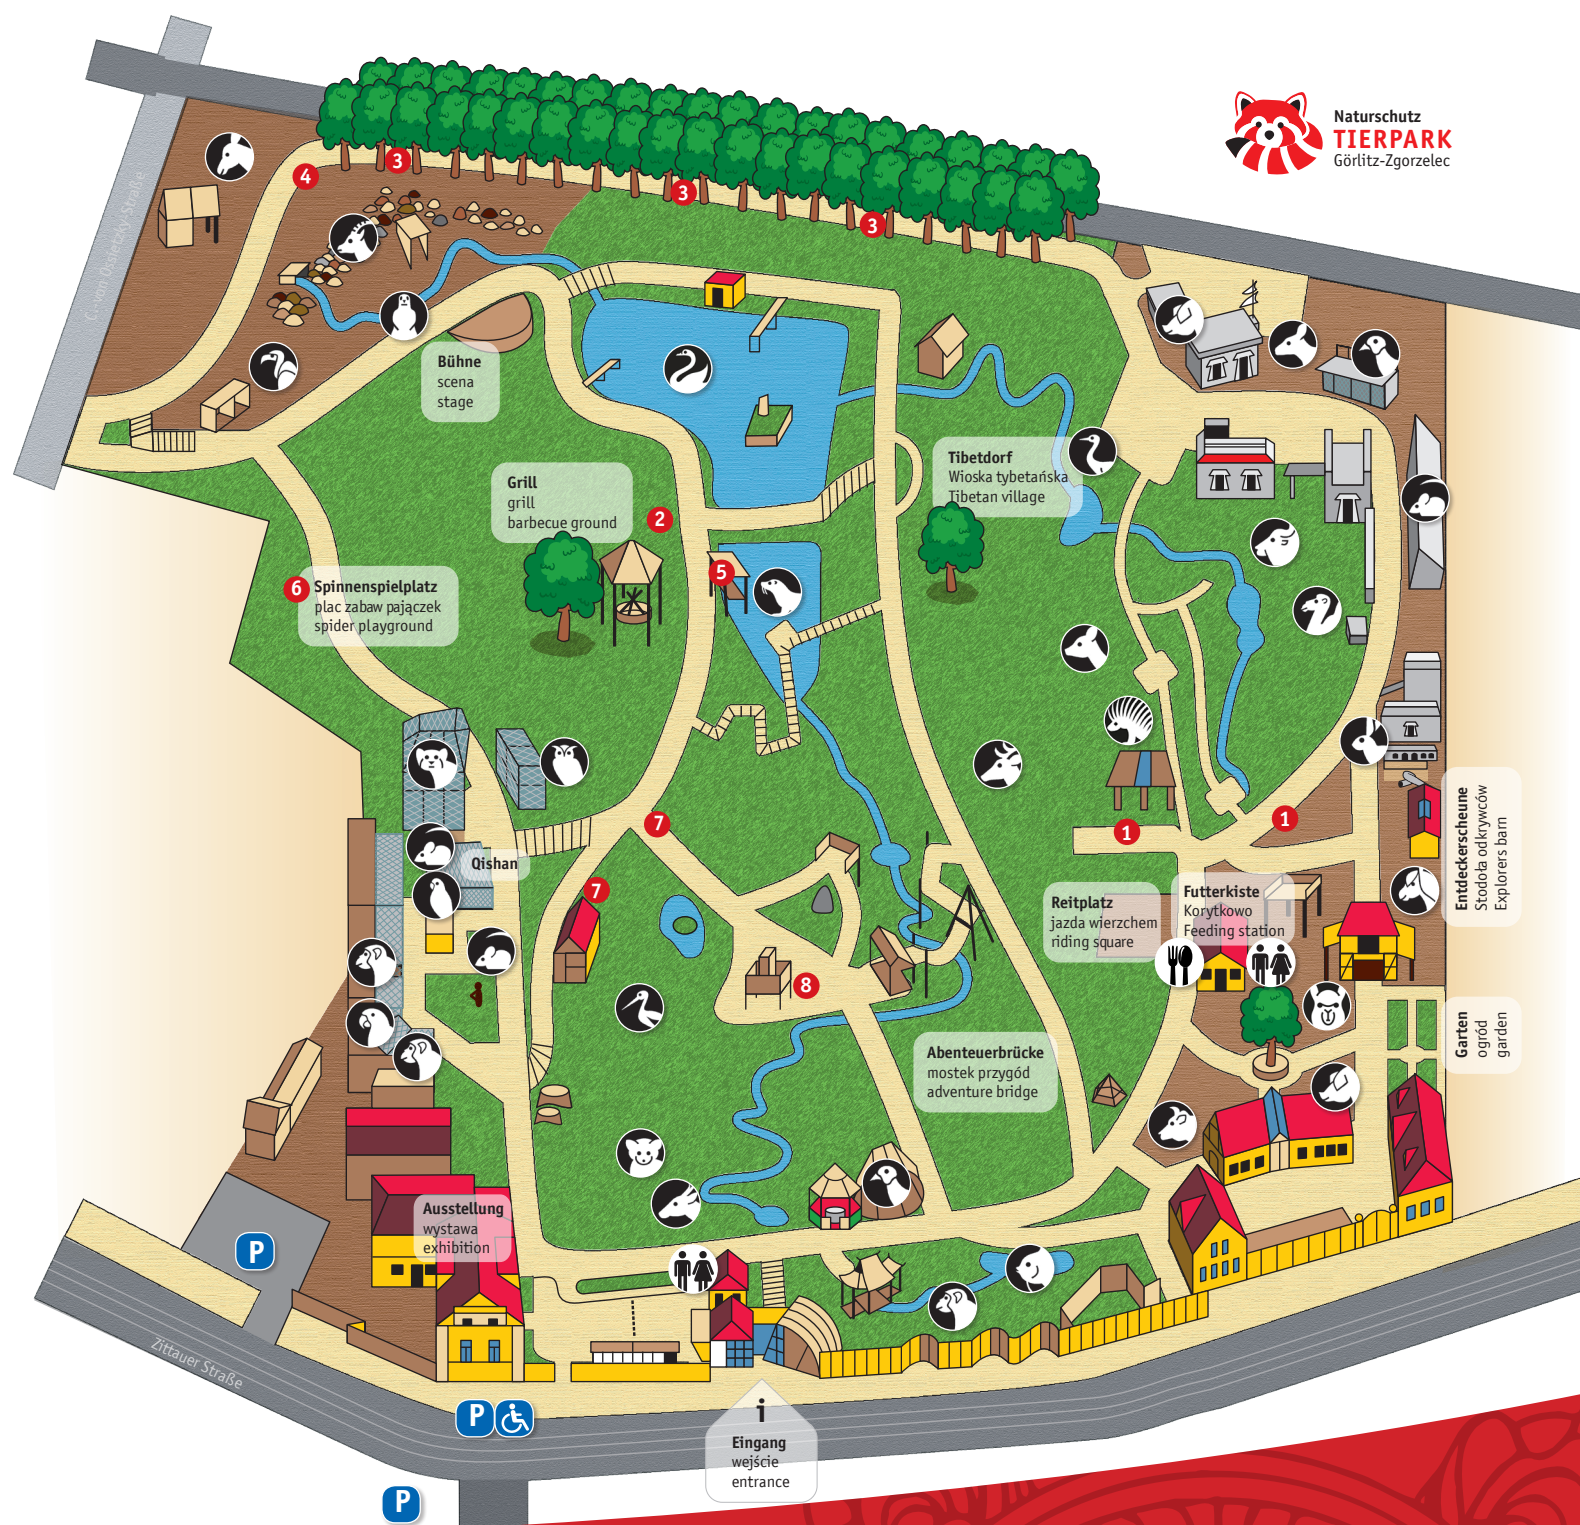 Naturschutz
TIERPARK
Görlitz-Zgorzelec
C.-von-Ossietzky-Straße
4
3
3
3
Bühne
scena
stage
Grill
grill
barbecue ground
2
Tibetdorf
Wioska tybetańska
Tibetan village
5
6
Spinnenspielplatz
plac zabaw pajączek
spider playground
7
Qishan
7
1
1
Entdeckerscheune
Stodoła odkrywców
Explorers barn
Reitplatz
jazda wierzchem
riding square
Futterkiste
Korytkowo
Feeding station
8
Garten
ogród
garden
Abenteuerbrücke
mostek przygód
adventure bridge
Ausstellung
wystawa
exhibition
P
Zittauer Straße
P
i
Eingang
wejście
entrance
P